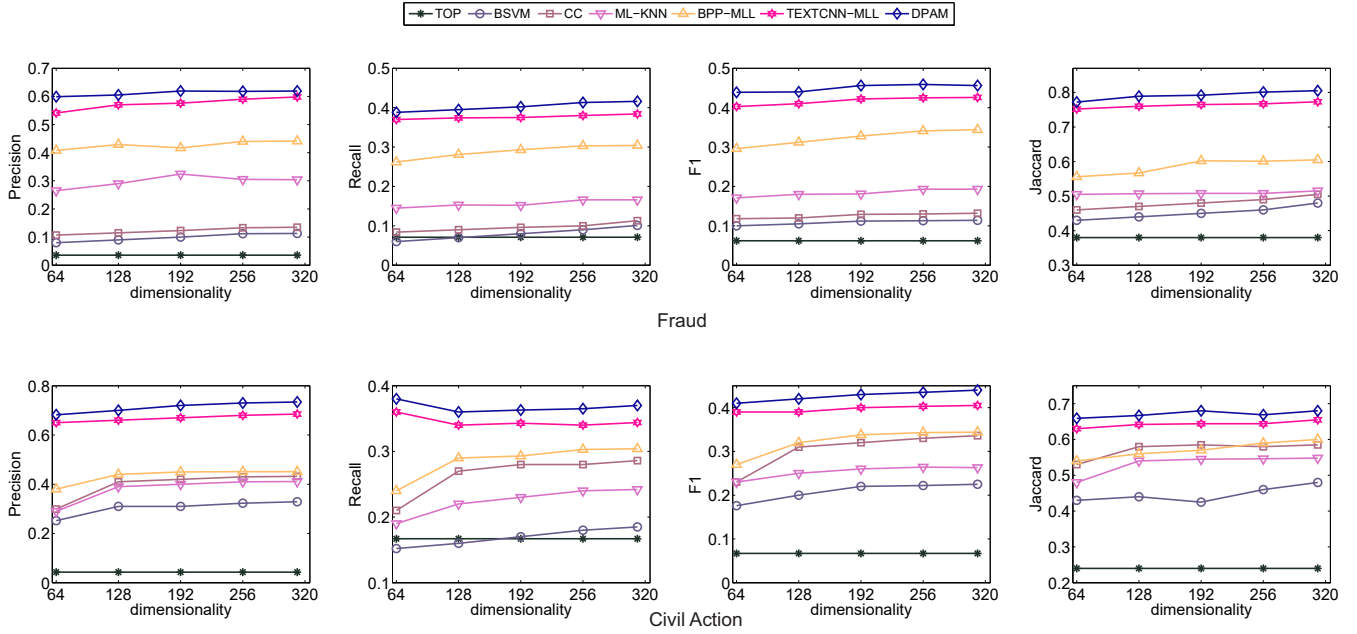 TOP BSVM CC ML-KNN BPP-MLL TEXTCNN-MLL DPAM
Precision
0.7
0.6
0.5
0.4
0.3
0.2
0.1
0
64 128 192 256 320
dimensionality
Recall
0.5
0.4
0.3
0.2
0.1
0
64 128 192 256 320
dimensionality
F1
0.5
0.4
0.3
0.2
0.1
0
64 128 192 256 320
dimensionality
Jaccard
0.8
0.7
0.6
0.5
0.4
0.3
64 128 192 256 320
dimensionality
Fraud
Precision
0.8
0.6
0.4
0.2
0
64 128 192 256 320
dimensionality
Recall
0.4
0.3
0.2
0.1
64 128 192 256 320
dimensionality
F1
0.4
0.3
0.2
0.1
0
64 128 192 256 320
dimensionality
Jaccard
0.7
0.6
0.5
0.4
0.3
0.2
64 128 192 256 320
dimensionality
Civil Action